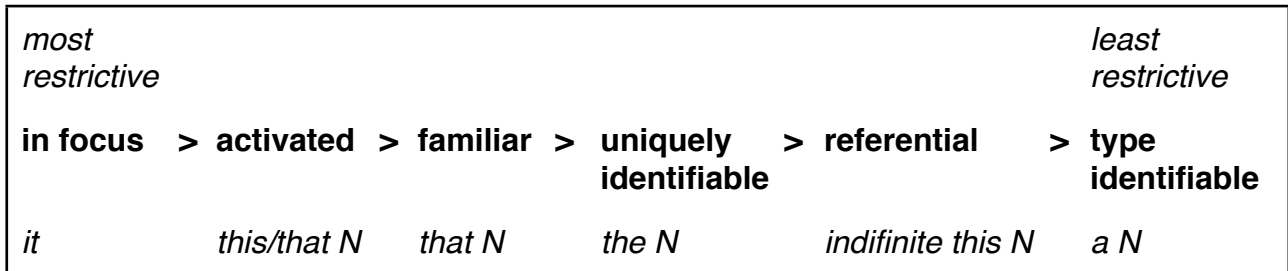 most least
restrictive restrictive
in focus > activated > familiar > uniquely > referential > type
identifiable identifiable
it this/that N that N the N indifinite this N a N